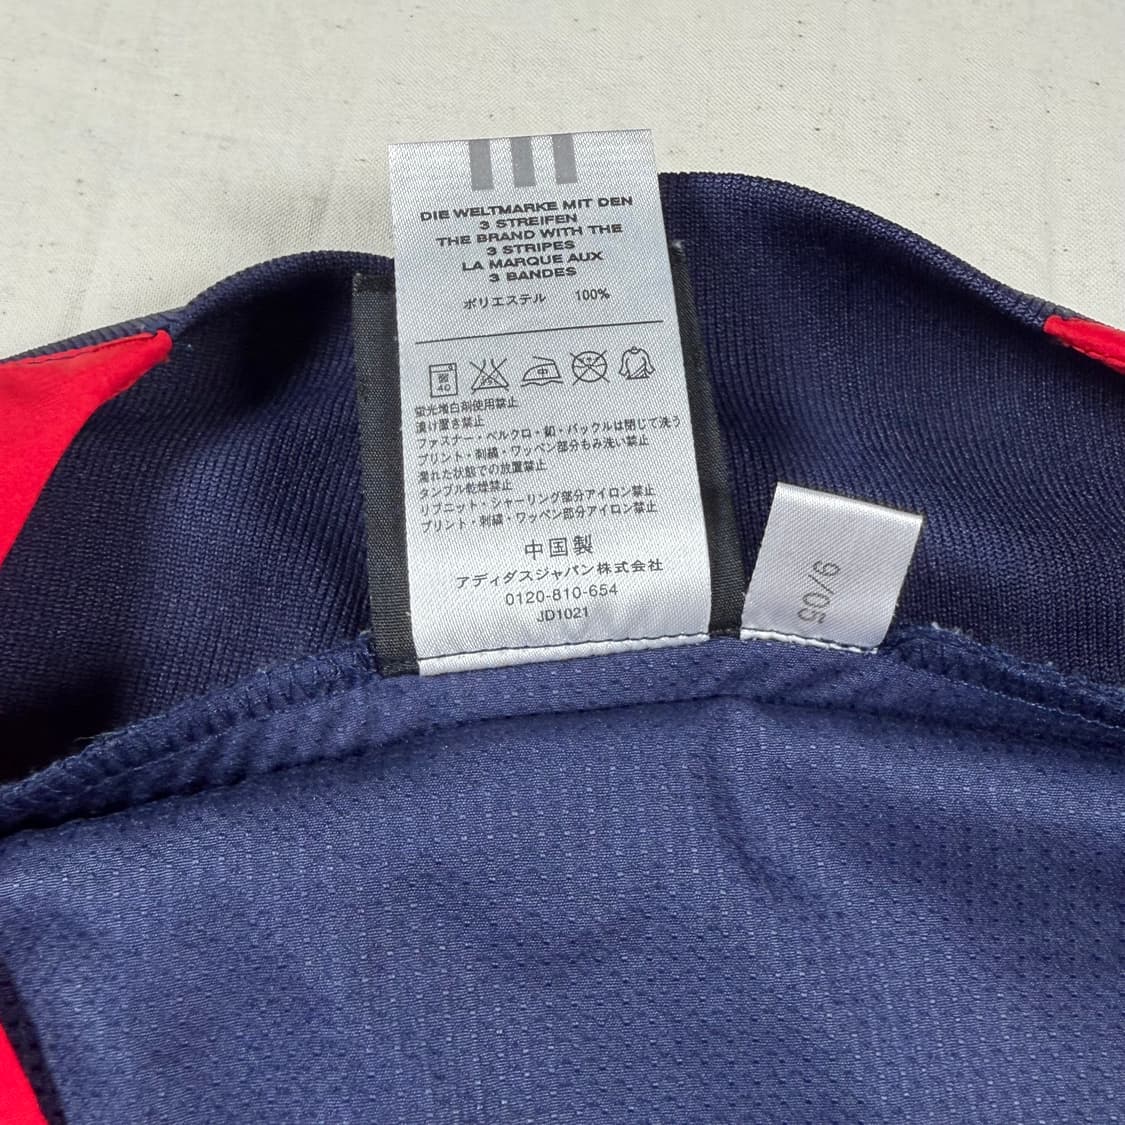 DIE WELTMARKE MIT DEN
3 STREIFEN
THE BRAND WITH THE
3 STRIPES
LA MARQUE AUX
3 BANDES
ポリエステル 100%
弱
40
中
蛍光増白剤使用禁止
漬け置き禁止
ファスナー・ベルクロ・釦・バックルは閉じて洗う
プリント・刺繍・ワッペン部分もみ洗い禁止
濡れた状態での放置禁止
タンブル乾燥禁止
リブニット・シャーリング部分アイロン禁止
プリント・刺繍・ワッペン部分アイロン禁止
中国製
アディダスジャパン株式会社
0120-810-654
JD1021
9/05